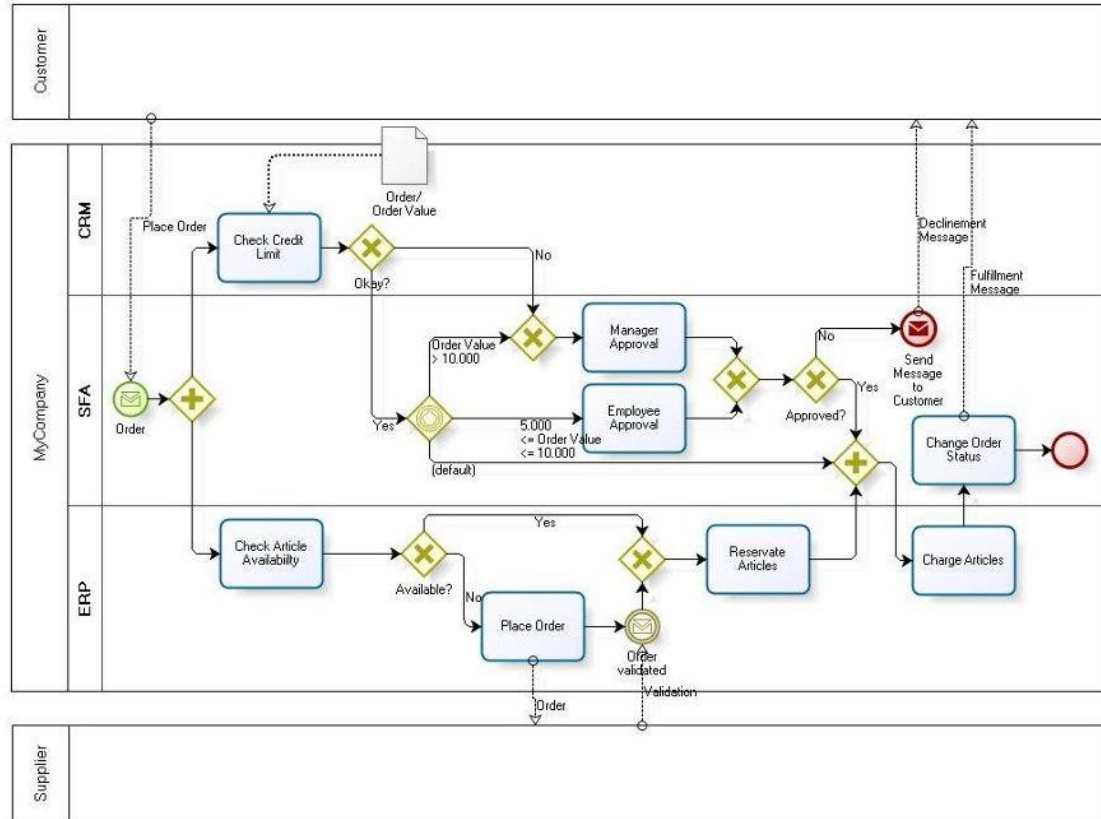 Customer
Place Order
Order/
Order Value
CRM
Check Credit
Limit
Okay?
No
Declinement
Message
Fulfillment
Message
MyCompany
SFA
Order
Order Value
> 10.000
Manager
Approval
No
Send
Message
to
Customer
Yes
Employee
Approval
5.000
<= Order Value
<= 10.000
Approved?
Yes
(default)
Change Order
Status
ERP
Check Article
Availabilty
Available?
Yes
No
Place Order
Order
validated
Reservate
Articles
Charge Articles
Order
Validation
Supplier